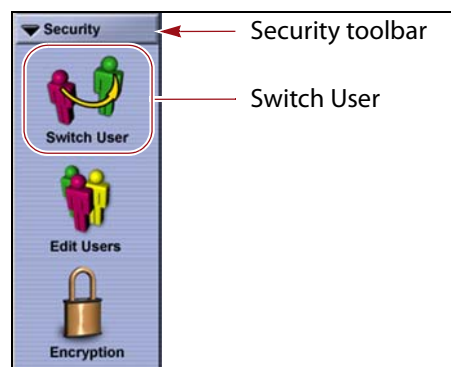 Security
Security toolbar
Switch User
Switch User
Edit Users
Encryption